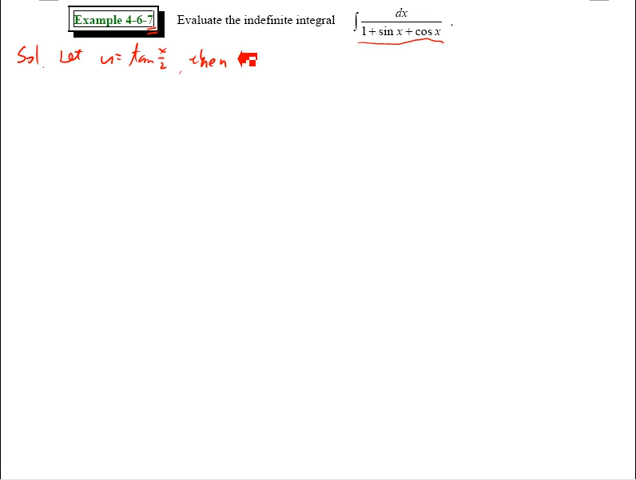 Example 4-6-7 Evaluate the indefinite integral ∫ dx / (1 + sin x + cos x) .
Sol. Let u = tan x/2 , then